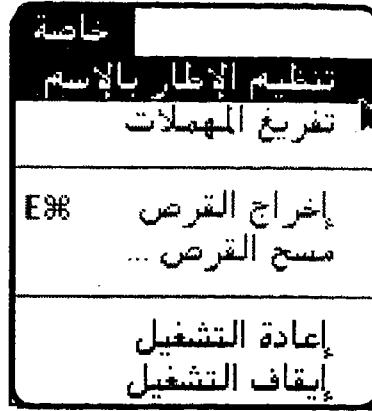 خاصة
تنظيم الإطار بالإسم
تفريغ المهملات
إخراج القرص E⌘
مسح القرص ...
إعادة التشغيل
إيقاف التشغيل